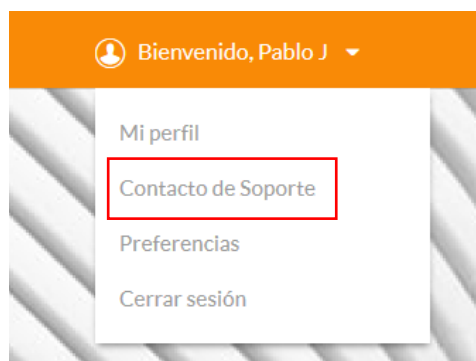 Bienvenido, Pablo J
Mi perfil
Contacto de Soporte
Preferencias
Cerrar sesión